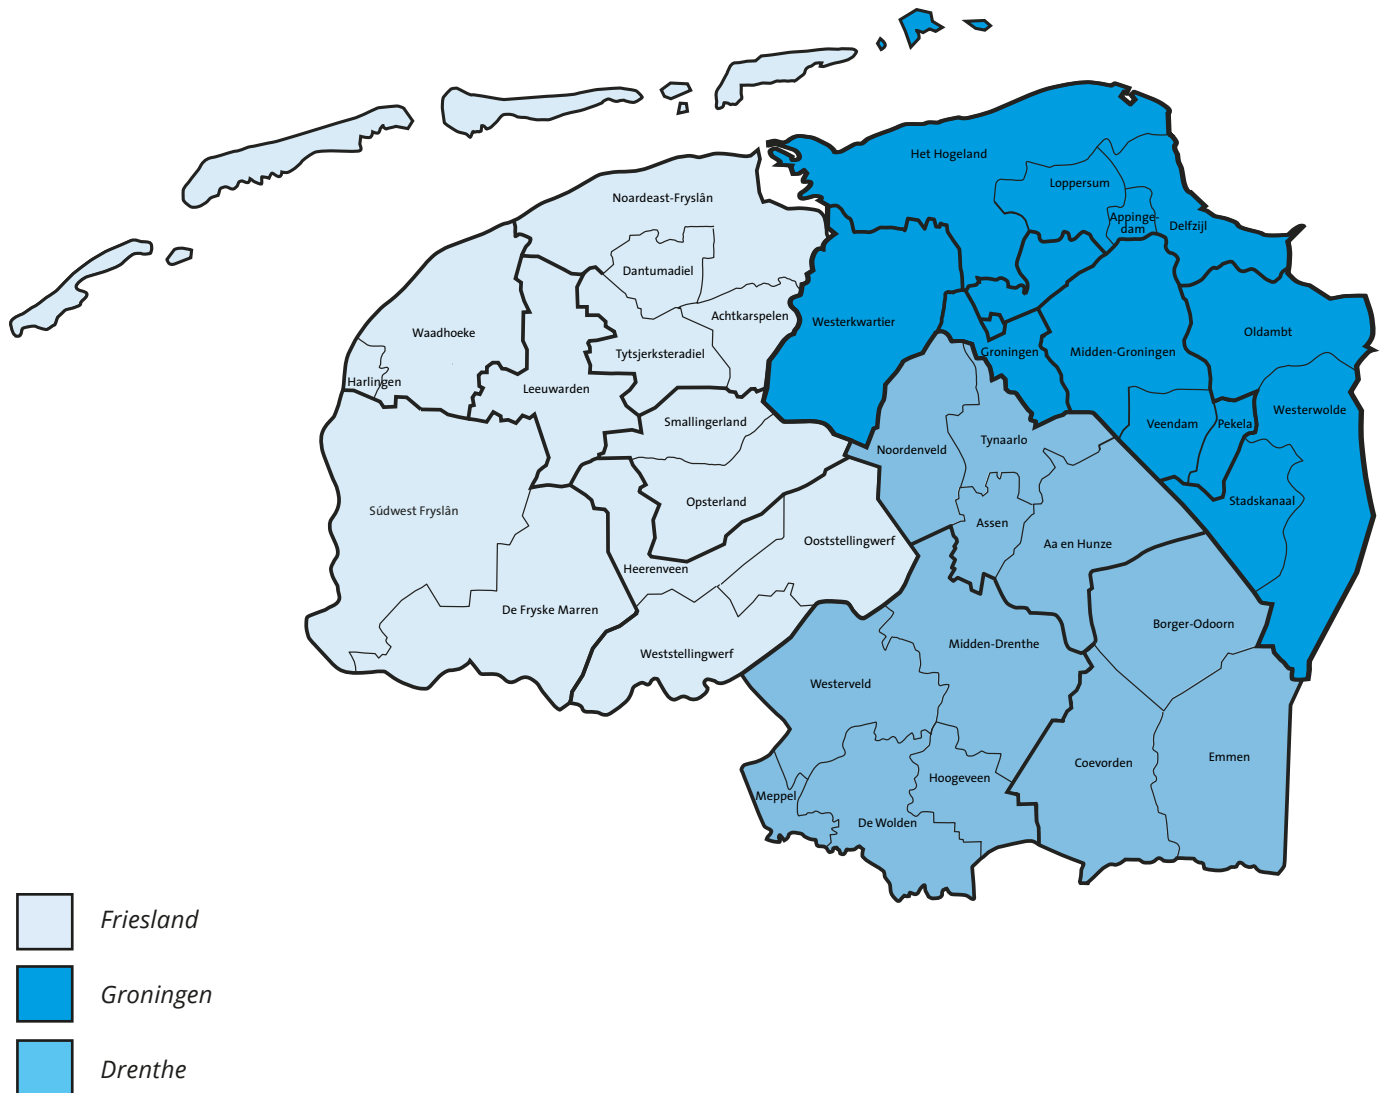 Het Hogeland
Loppersum
Noardeast-Fryslân
Appinge-
dam
Delfzijl
Dantumadiel
Achtkarspelen
Westerkwartier
Waadhoeke
Oldambt
Tytsjerksteradiel
Groningen
Midden-Groningen
Harlingen
Leeuwarden
Westerwolde
Smallingerland
Veendam
Pekela
Tynaarlo
Noordenveld
Opsterland
Stadskanaal
Súdwest Fryslân
Assen
Ooststellingwerf
Aa en Hunze
Heerenveen
De Fryske Marren
Borger-Odoorn
Midden-Drenthe
Weststellingwerf
Westerveld
Emmen
Coevorden
Hoogeveen
Meppel
De Wolden
Friesland
Groningen
Drenthe